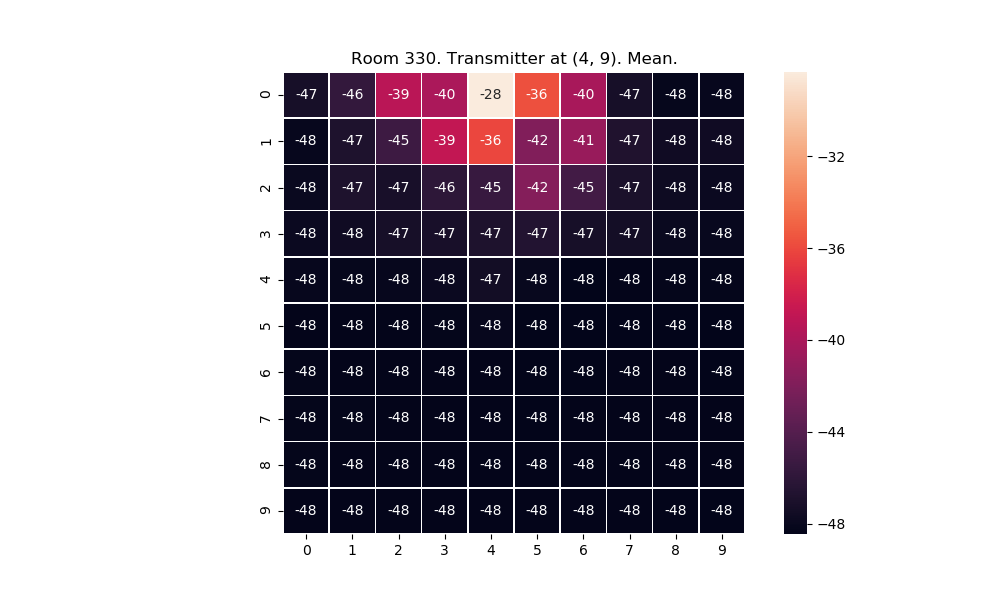 Room 330. Transmitter at (4, 9). Mean.
0 -47 -46 -39 -40 -28 -36 -40 -47 -48 -48
1 -48 -47 -45 -39 -36 -42 -41 -47 -48 -48
−32
2 -48 -47 -47 -46 -45 -42 -45 -47 -48 -48
3 -48 -48 -47 -47 -47 -47 -47 -47 -48 -48
−36
4 -48 -48 -48 -48 -47 -48 -48 -48 -48 -48
5 -48 -48 -48 -48 -48 -48 -48 -48 -48 -48
−40
6 -48 -48 -48 -48 -48 -48 -48 -48 -48 -48
7 -48 -48 -48 -48 -48 -48 -48 -48 -48 -48
−44
8 -48 -48 -48 -48 -48 -48 -48 -48 -48 -48
9 -48 -48 -48 -48 -48 -48 -48 -48 -48 -48
−48
0 1 2 3 4 5 6 7 8 9